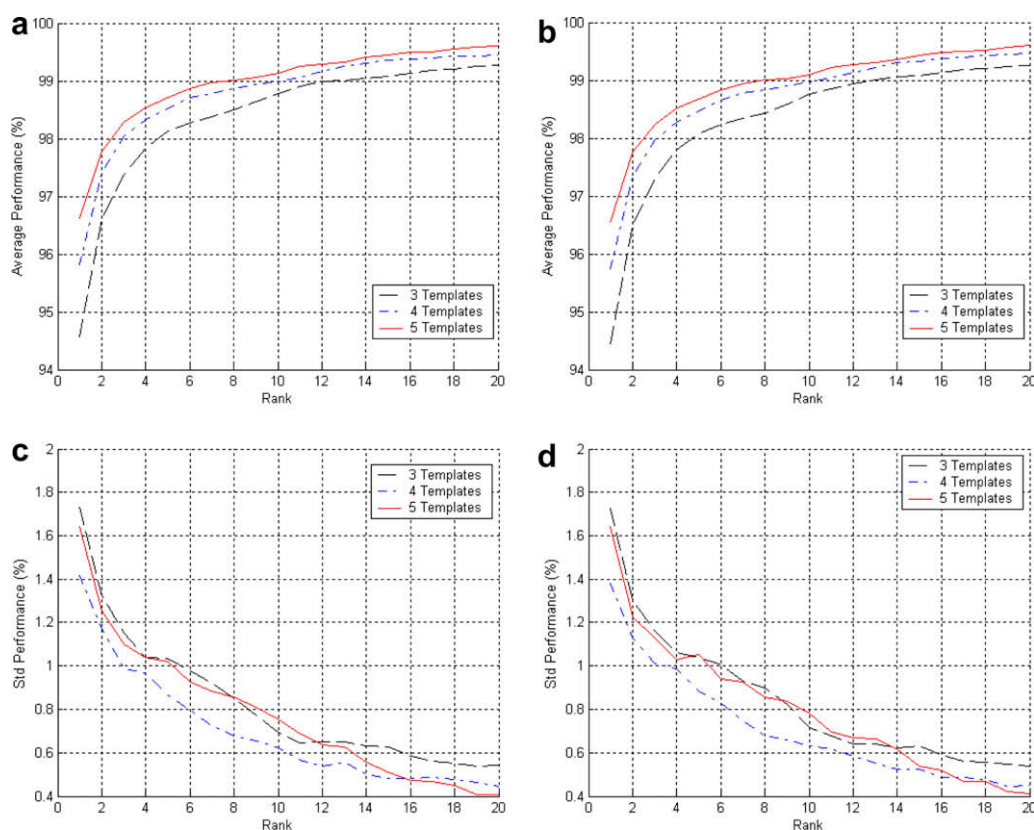 a
100
99
98
97
96
95
94
Average Performance (%)
0 2 4 6 8 10 12 14 16 18 20
Rank
3 Templates
4 Templates
5 Templates
b
100
99
98
97
96
95
94
Average Performance (%)
0 2 4 6 8 10 12 14 16 18 20
Rank
3 Templates
4 Templates
5 Templates
c
2
1.8
1.6
1.4
1.2
1
0.8
0.6
0.4
Std Performance (%)
0 2 4 6 8 10 12 14 16 18 20
Rank
3 Templates
4 Templates
5 Templates
d
2
1.8
1.6
1.4
1.2
1
0.8
0.6
0.4
Std Performance (%)
0 2 4 6 8 10 12 14 16 18 20
Rank
3 Templates
4 Templates
5 Templates